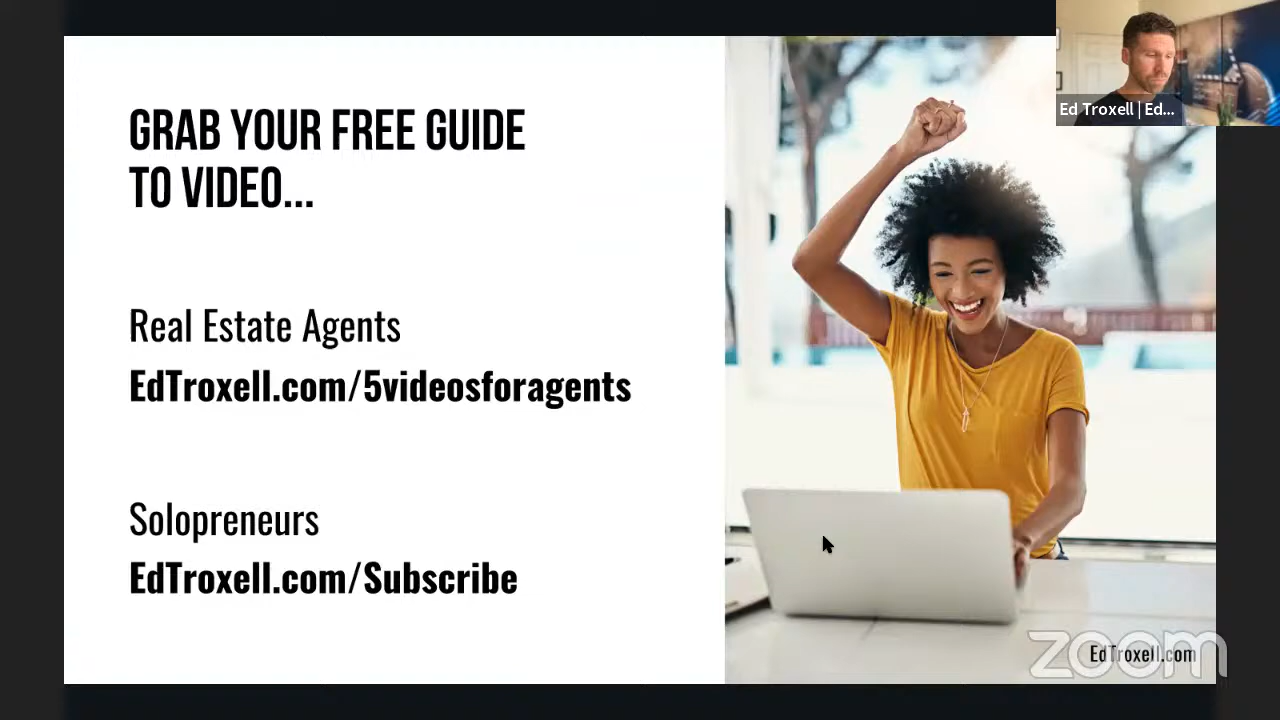 GRAB YOUR FREE GUIDE
TO VIDEO...
Real Estate Agents
EdTroxell.com/5videosforagents
Solopreneurs
EdTroxell.com/Subscribe
Ed Troxell | Ed...
zoom
EdTroxell.com